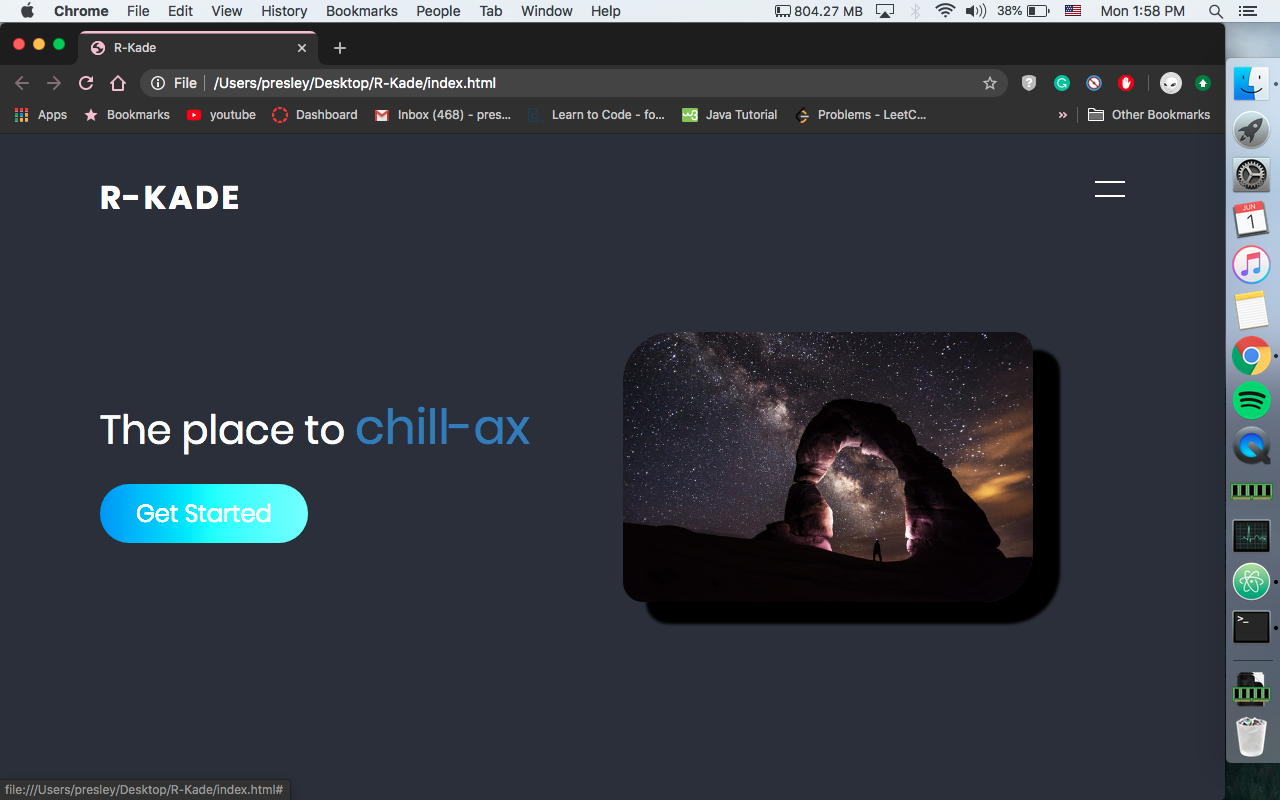 Chrome File Edit View History Bookmarks People Tab Window Help 804.27 MB 38% Mon 1:58 PM
R-Kade
File /Users/presley/Desktop/R-Kade/index.html
Apps Bookmarks youtube Dashboard Inbox (468) - pres... Learn to Code - fo... Java Tutorial Problems - LeetC... » Other Bookmarks
R-KADE
The place to chill-ax
Get Started
file:///Users/presley/Desktop/R-Kade/index.html#
JUN
1
>_